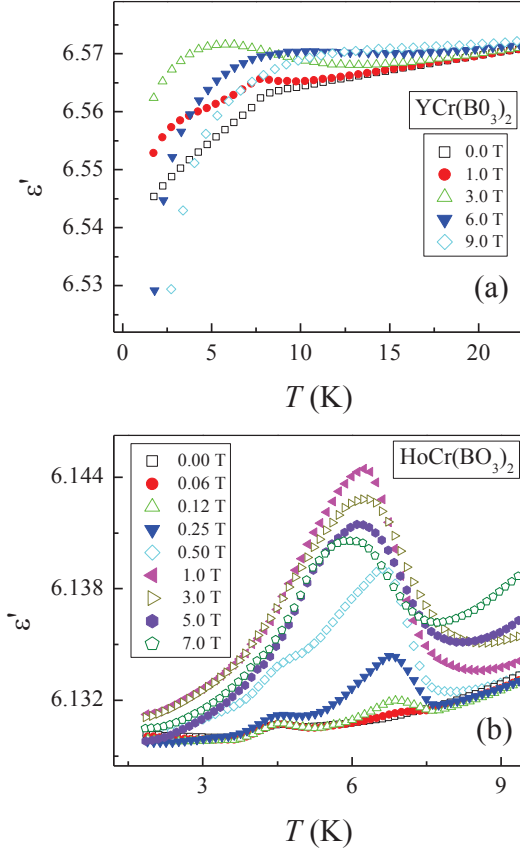 6.57
6.56
6.55
6.54
6.53
ε'
YCr(B0₃)₂
0.0 T
1.0 T
3.0 T
6.0 T
9.0 T
(a)
0 5 10 15 20
T (K)
6.144
6.138
6.132
ε'
0.00 T
0.06 T
0.12 T
0.25 T
0.50 T
1.0 T
3.0 T
5.0 T
7.0 T
HoCr(BO₃)₂
(b)
3 6 9
T (K)